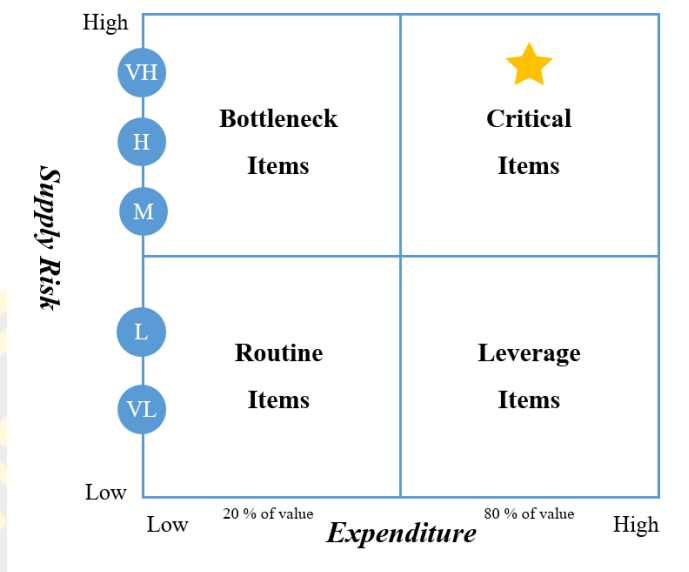 High
VH
Bottleneck
Items
Critical
Items
H
M
Supply Risk
L
Routine
Items
Leverage
Items
VL
Low
Low
20 % of value
Expenditure
80 % of value
High